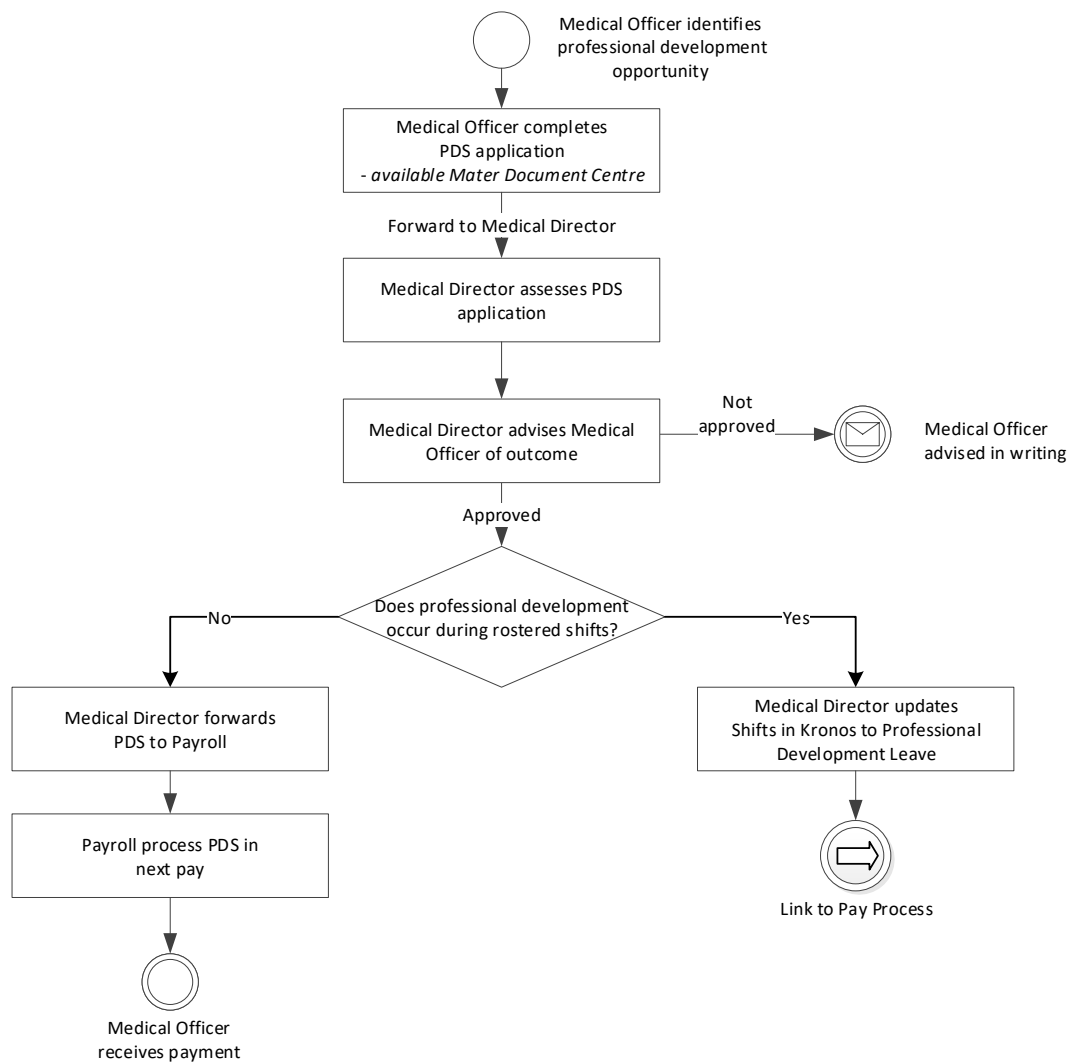 Medical Officer identifies
professional development
opportunity
Medical Officer completes
PDS application
- available Mater Document Centre
Forward to Medical Director
Medical Director assesses PDS
application
Medical Director advises Medical
Officer of outcome
Not
approved
Medical Officer
advised in writing
Approved
Does professional development
occur during rostered shifts?
No
Yes
Medical Director forwards
PDS to Payroll
Medical Director updates
Shifts in Kronos to Professional
Development Leave
Payroll process PDS in
next pay
Link to Pay Process
Medical Officer
receives payment